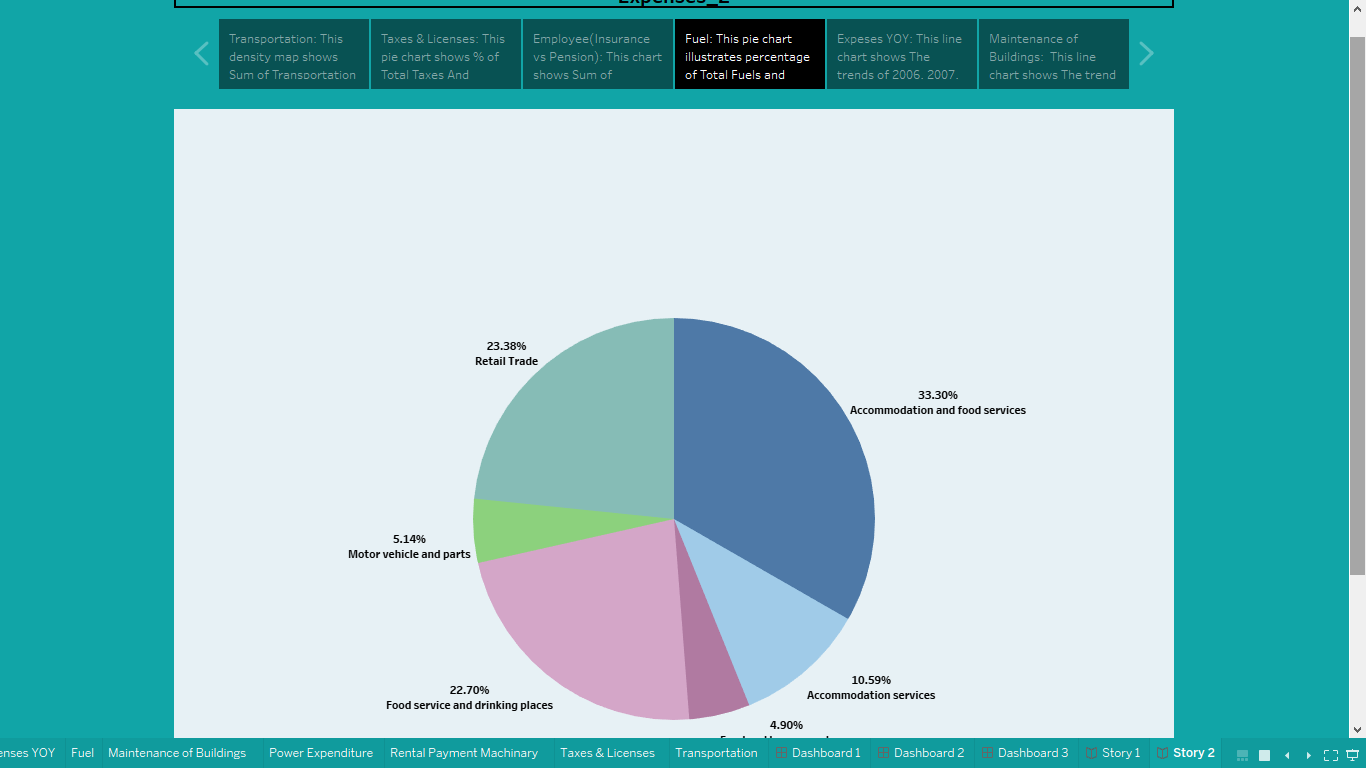 Expenses_2
Transportation: This
density map shows
Sum of Transportation
Taxes & Licenses: This
pie chart shows % of
Total Taxes And
Employee(Insurance
vs Pension): This chart
shows Sum of
Fuel: This pie chart
illustrates percentage
of Total Fuels and
Expeses YOY: This line
chart shows The
trends of 2006. 2007.
Maintenance of
Buildings:  This line
chart shows The trend
23.38%
Retail Trade
33.30%
Accommodation and food services
5.14%
Motor vehicle and parts
22.70%
Food service and drinking places
10.59%
Accommodation services
4.90%
enses YOY
Fuel
Maintenance of Buildings
Power Expenditure
Rental Payment Machinary
Taxes & Licenses
Transportation
Dashboard 1
Dashboard 2
Dashboard 3
Story 1
Story 2